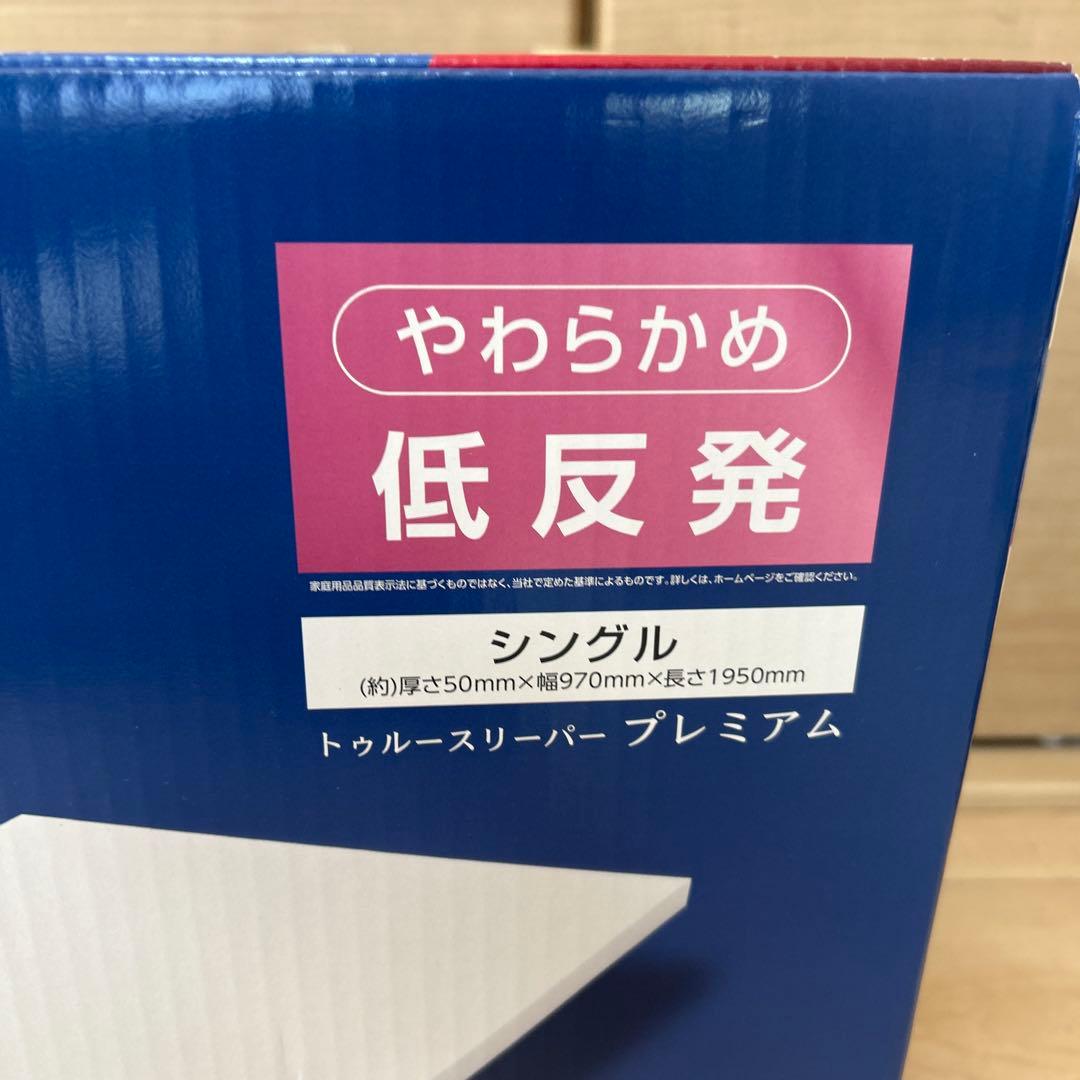 やわらかめ
低反発
家庭用品品質表示法に基づくものではなく、当社で定めた基準によるものです。詳しくは、ホームページをご確認ください。
シングル
(約)厚さ50mm×幅970mm×長さ1950mm
トゥルースリーパー プレミアム